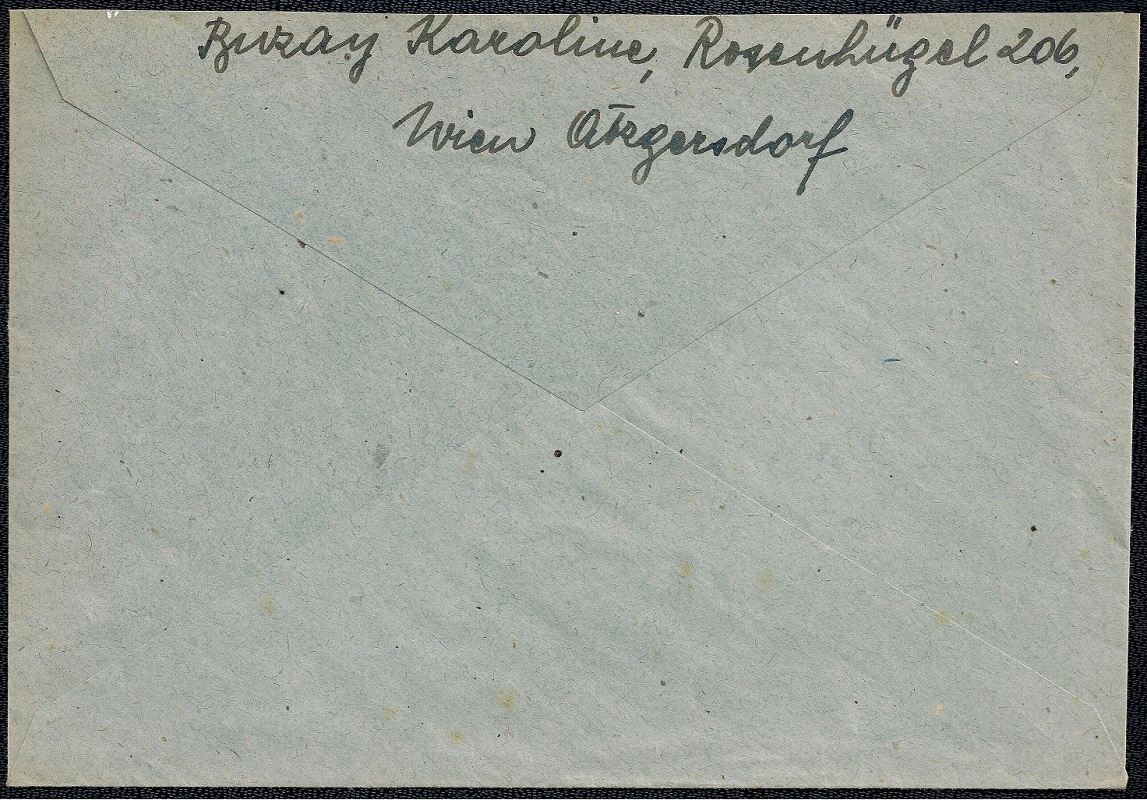 Buzay Karoline, Rosenhügel 206,
Wien Atzgersdorf